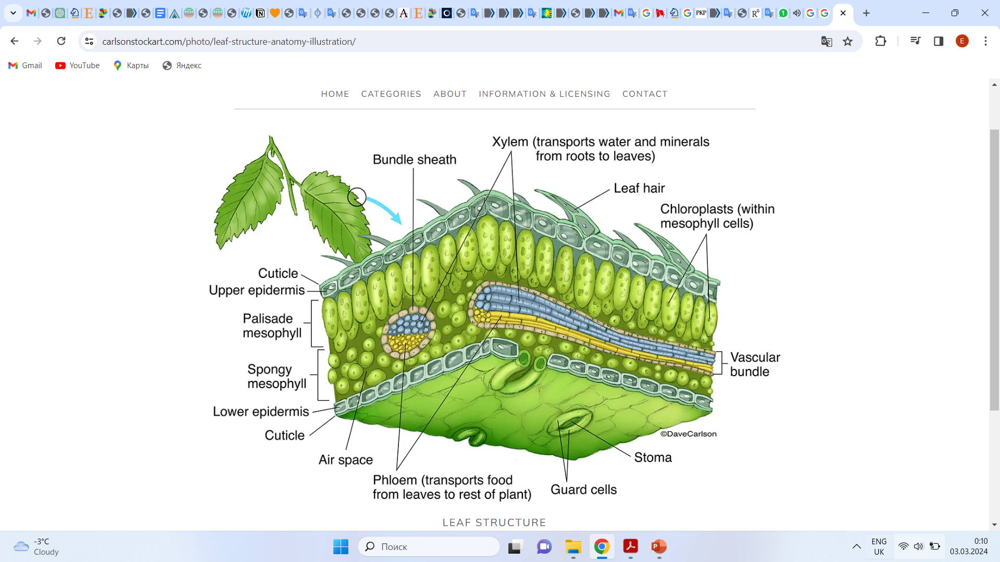 carlsonstockart.com/photo/leaf-structure-anatomy-illustration/
E
Gmail
YouTube
Карты
Яндекс
HOME
CATEGORIES
ABOUT
INFORMATION & LICENSING
CONTACT
Xylem (transports water and minerals
from roots to leaves)
Bundle sheath
Leaf hair
Chloroplasts (within
mesophyll cells)
Cuticle
Upper epidermis
Palisade
mesophyll
Spongy
mesophyll
Vascular
bundle
Lower epidermis
Cuticle
©DaveCarlson
Air space
Stoma
Phloem (transports food
from leaves to rest of plant)
Guard cells
LEAF STRUCTURE
-3°C
Cloudy
Поиск
ENG
UK
0:10
03.03.2024